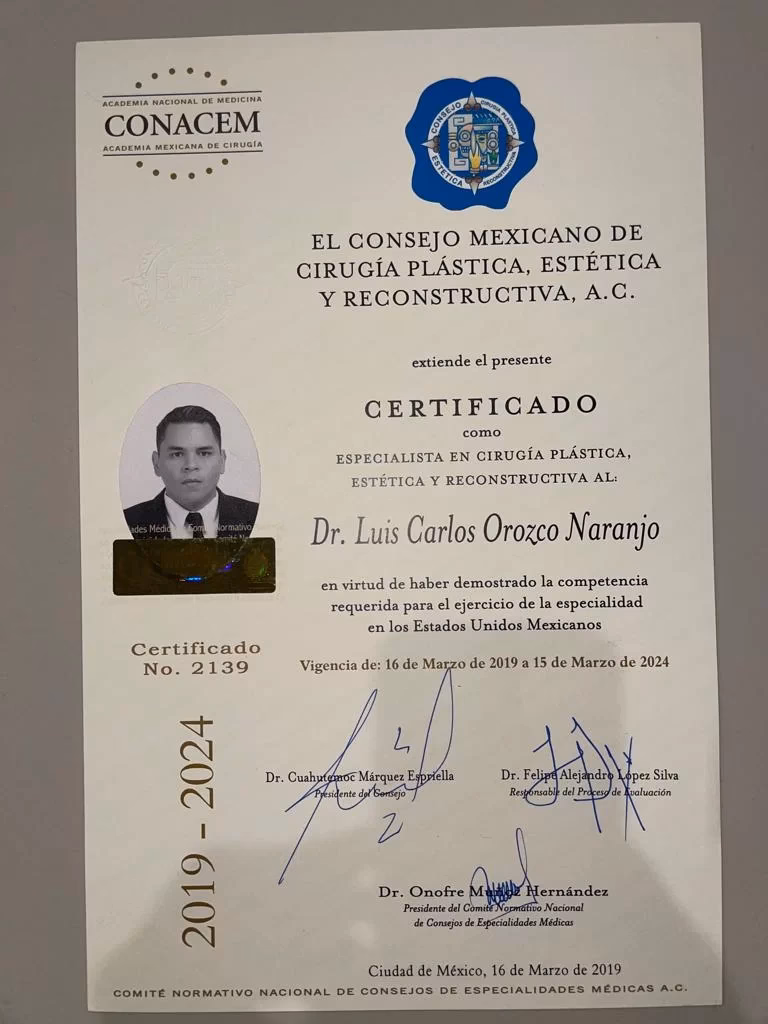 ACADEMIA NACIONAL DE MEDICINA
CONACEM
ACADEMIA MEXICANA DE CIRUGÍA
CONSEJO
CIRUGIA PLASTICA
ESTETICA
RECONSTRUCTIVA
EL CONSEJO MEXICANO DE
CIRUGÍA PLÁSTICA, ESTÉTICA
Y RECONSTRUCTIVA, A.C.
extiende el presente
CERTIFICADO
como
ESPECIALISTA EN CIRUGÍA PLÁSTICA,
ESTÉTICA Y RECONSTRUCTIVA AL:
Dr. Luis Carlos Orozco Naranjo
en virtud de haber demostrado la competencia
requerida para el ejercicio de la especialidad
en los Estados Unidos Mexicanos
Vigencia de: 16 de Marzo de 2019 a 15 de Marzo de 2024
Normativo
Certificado
No. 2139
2019 - 2024
Dr. Cuahutemoc Márquez Espriella
Presidente del Consejo
Dr. Felipe Alejandro López Silva
Responsable del Proceso de Evaluación
Dr. Onofre Muñoz Hernández
Presidente del Comité Normativo Nacional
de Consejos de Especialidades Médicas
Ciudad de México, 16 de Marzo de 2019
COMITÉ NORMATIVO NACIONAL DE CONSEJOS DE ESPECIALIDADES MÉDICAS A.C.